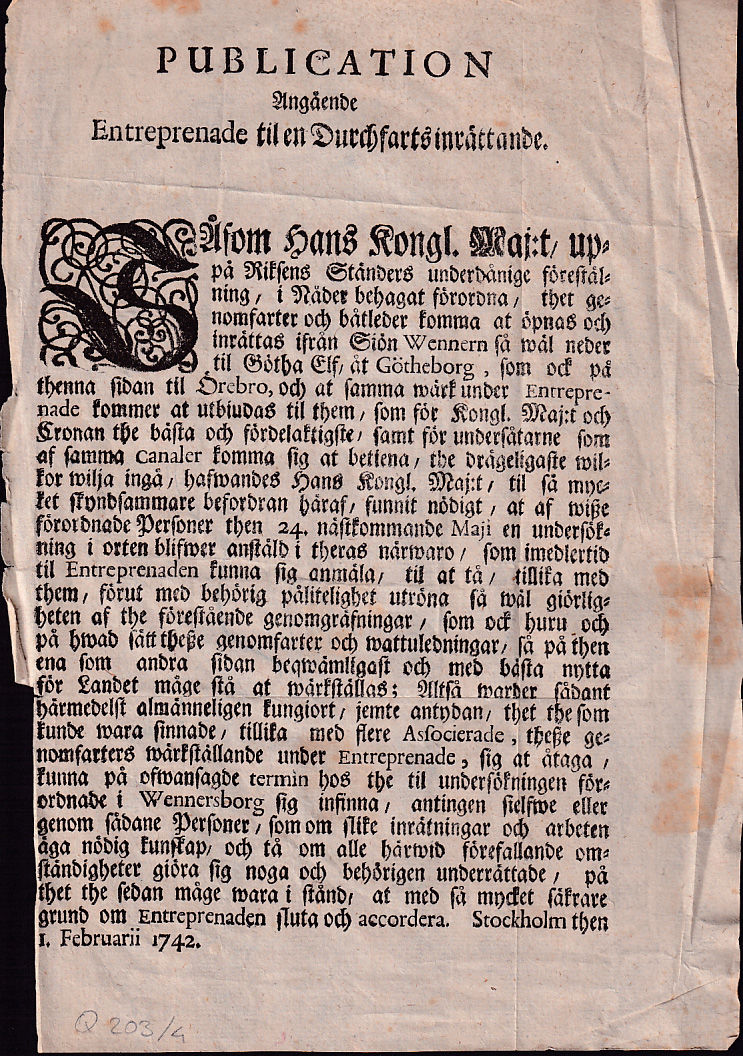 PUBLICATION
Angående
Entreprenade til en Durchfarts inrättande.
SÅsom Hans Kongl. Maj:t/ up-
på Riksens Ständers underdånige förestäl-
ning / i Nåder behagat förordna / thet ge-
nomfarter och båtleder komma at öpnas och
inrättas ifrån Siön Wennern så wäl neder
til Götha Elf/ åt Götheborg, som ock på
thenna sidan til Örebro, och at samma wärk under Entrepre-
nade kommer at utbiudas til them / som för Kongl. Maj:t och
Cronan the bästa och fördelaktigste / samt för undersåtarne som
af samma Canaler komma sig at betiena / the drägeligaste wil-
kor wilja ingå / hafwandes Hans Kongl. Maj:t / til så myc-
ket skyndsammare befordran häraf / funnit nödigt / at af wiße
förordnade Personer then 24. nästkommande Maji en undersök-
ning i orten blifwer anstäld i theras närwaro / som imedlertid
til Entreprenaden kunna sig anmäla / til at få / tillika med
them / förut med behörig pålitelighet utröna så wäl giörlig-
heten af the förestående genomgräfningar / som ock huru och
på hwad sätt theße genomfarter och wattuledningar / så på then
ena som andra sidan beqwämligast och med bästa nytta
för Landet måge stå at wärkställas; Altså warder sådant
härmedelst almänneligen kungiort / jemte antydan / thet the som
kunde wara sinnade / tillika med flere Associerade, theße ge-
nomfarters wärkställande under Entreprenade, sig at åtaga /
kunna på ofwansagde termin hos the til undersökningen för-
ordnade i Wennersborg sig infinna / antingen sielfwe eller
genom sådane Personer / som om slike inrätningar och arbeten
äga nödig kunskap / och få om alle härwid förefallande om-
ständigheter giöra sig noga och behörigen underrättade / på
thet the sedan måge wara i stånd / at med så mycket säkrare
grund om Entreprenaden sluta och accordera. Stockholm then
1. Februarii 1742.
Q 203/4